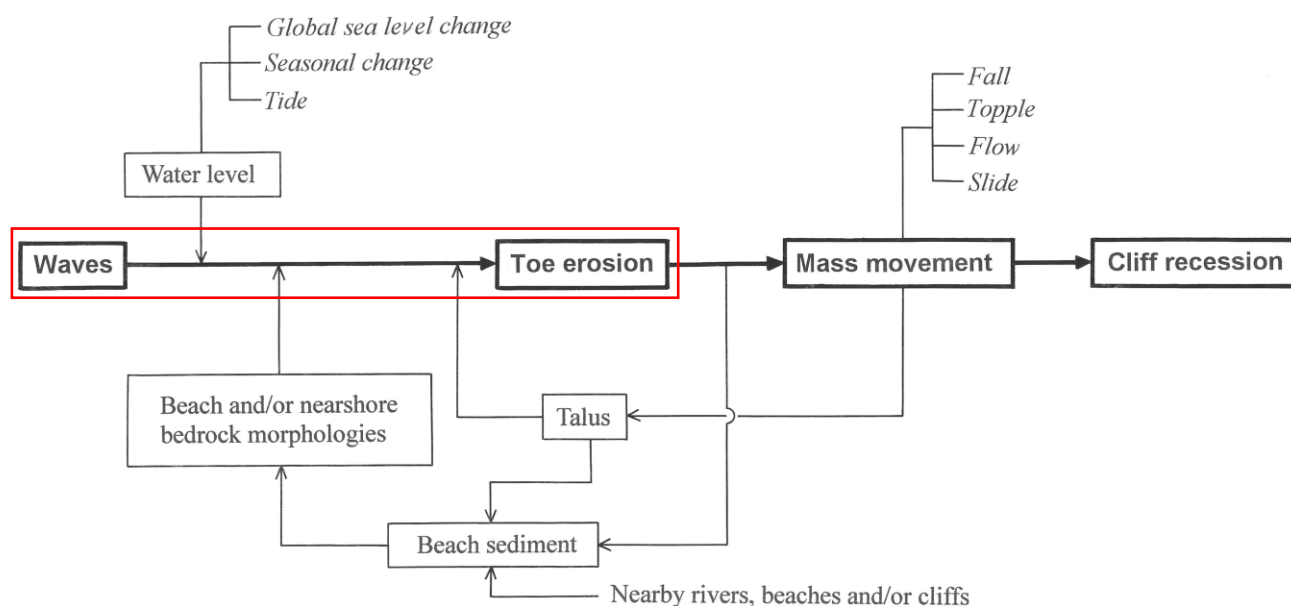 Global sea level change
Seasonal change
Tide
Fall
Topple
Flow
Slide
Water level
Waves
Toe erosion
Mass movement
Cliff recession
Beach and/or nearshore
bedrock morphologies
Talus
Beach sediment
Nearby rivers, beaches and/or cliffs